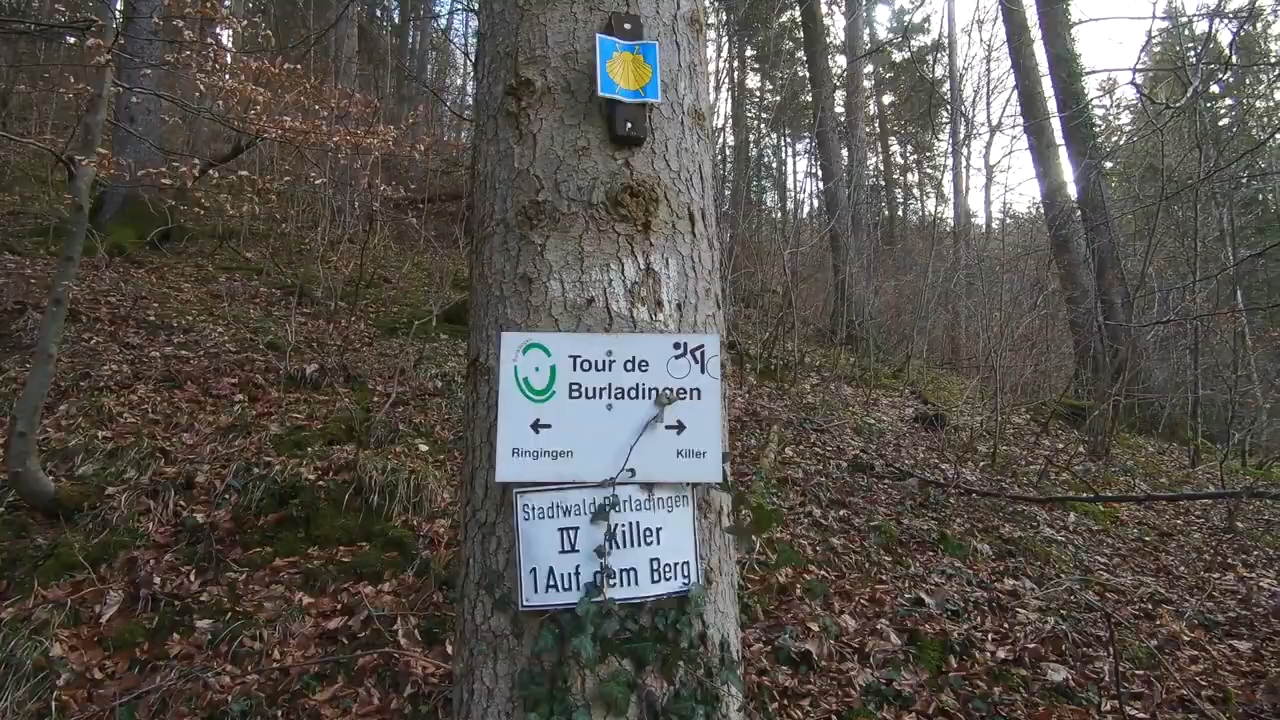 Tour de
Burladingen
Ringingen
Killer
Stadtwald Burladingen
IV Killer
1 Auf dem Berg